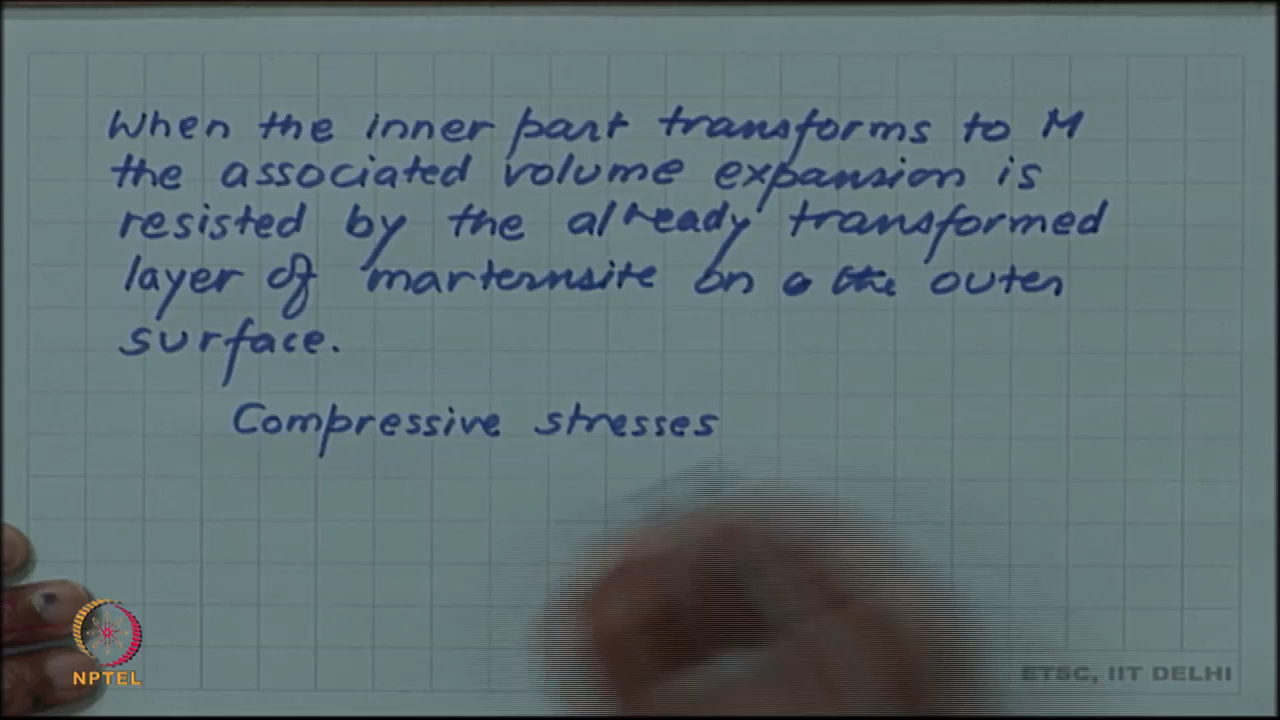 When the inner part transforms to M
the associated volume expansion is
resisted by the already transformed
layer of marternsite on the outer
surface.
Compressive stresses
NPTEL
ETSC, IIT DELHI